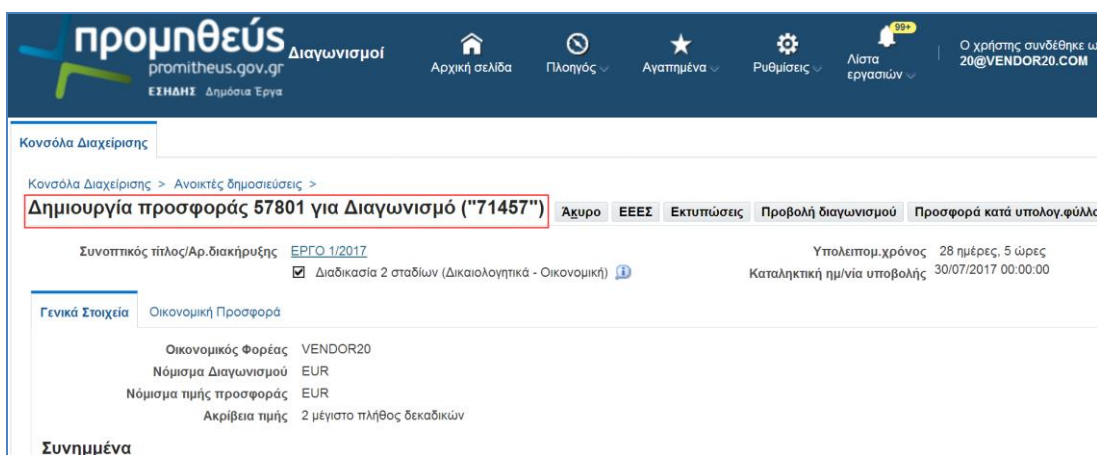 προμηθεύς
promitheus.gov.gr
ΕΣΗΔΗΣ Δημόσια Έργα
Διαγωνισμοί
Αρχική σελίδα
Πλοηγός
Αγαπημένα
Ρυθμίσεις
99+
Λίστα
εργασιών
Ο χρήστης συνδέθηκε ω
20@VENDOR20.COM
Κονσόλα Διαχείρισης
Κονσόλα Διαχείρισης > Ανοικτές δημοσιεύσεις >
Δημιουργία προσφοράς 57801 για Διαγωνισμό ("71457") Άκυρο ΕΕΕΣ Εκτυπώσεις Προβολή διαγωνισμού Προσφορά κατά υπολογ.φύλλο
Συνοπτικός τίτλος/Αρ.διακήρυξης ΕΡΓΟ 1/2017
Διαδικασία 2 σταδίων (Δικαιολογητικά - Οικονομική)
Υπολειπομ.χρόνος 28 ημέρες, 5 ώρες
Καταληκτική ημ/νία υποβολής 30/07/2017 00:00:00
Γενικά Στοιχεία Οικονομική Προσφορά
Οικονομικός Φορέας VENDOR20
Νόμισμα Διαγωνισμού EUR
Νόμισμα τιμής προσφοράς EUR
Ακρίβεια τιμής 2 μέγιστο πλήθος δεκαδικών
Συνημμένα